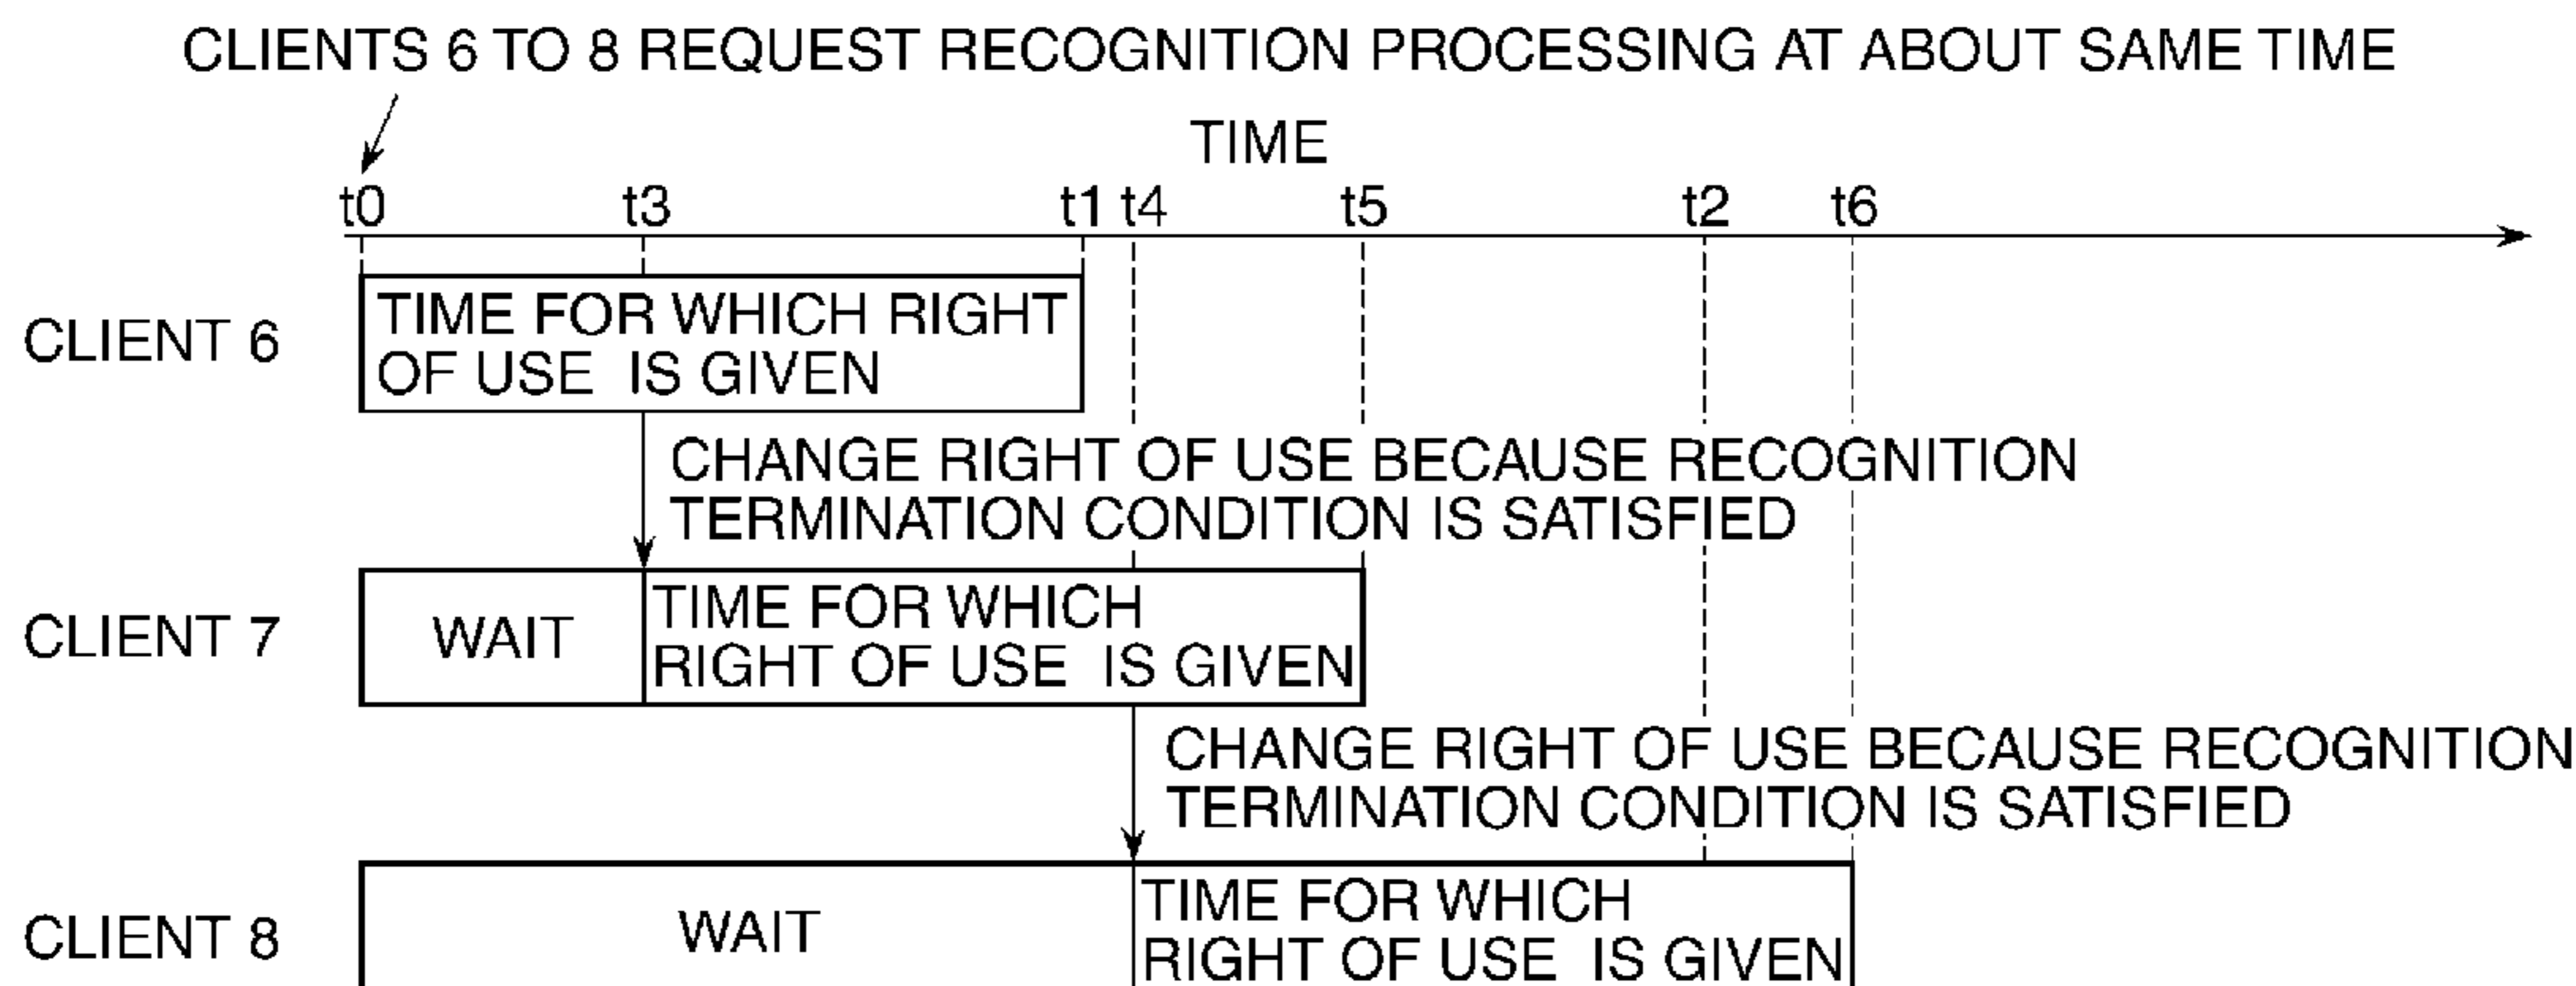 CLIENTS 6 TO 8 REQUEST RECOGNITION PROCESSING AT ABOUT SAME TIME
TIME
t0 t3 t1 t4 t5 t2 t6
CLIENT 6
TIME FOR WHICH RIGHT
OF USE IS GIVEN
CHANGE RIGHT OF USE BECAUSE RECOGNITION
TERMINATION CONDITION IS SATISFIED
CLIENT 7
WAIT
TIME FOR WHICH
RIGHT OF USE IS GIVEN
CHANGE RIGHT OF USE BECAUSE RECOGNITION
TERMINATION CONDITION IS SATISFIED
CLIENT 8
WAIT
TIME FOR WHICH
RIGHT OF USE IS GIVEN